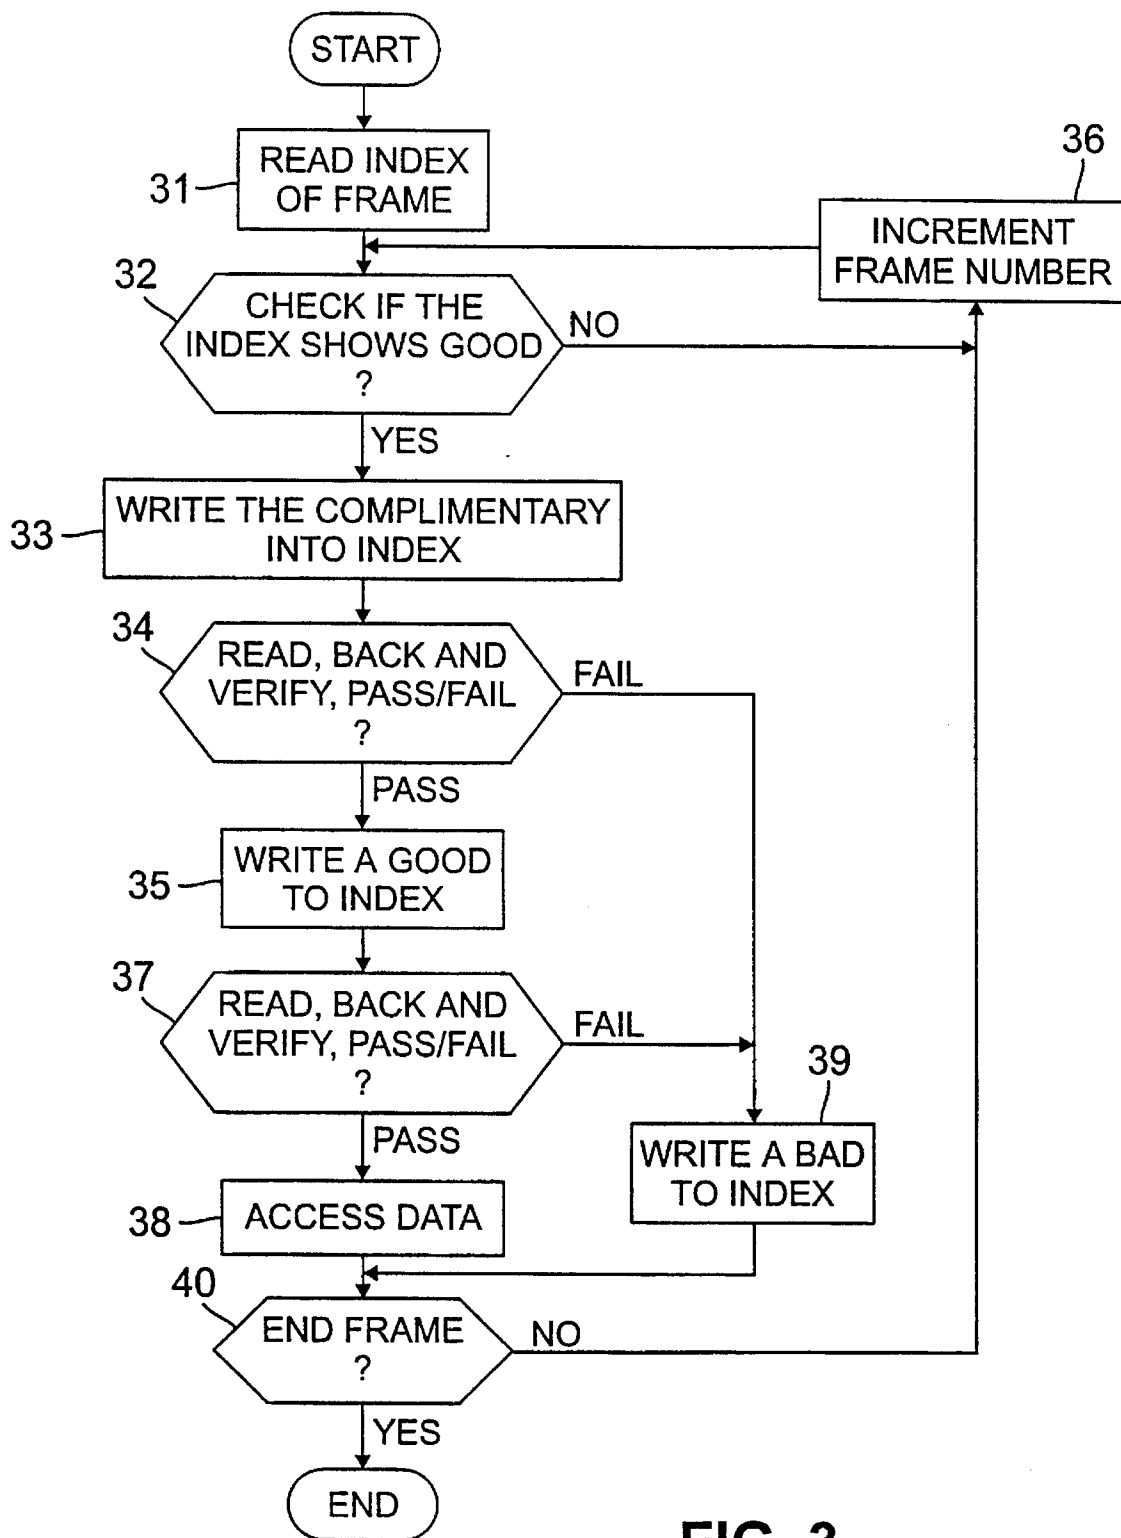 START
READ INDEX
OF FRAME
31
36
INCREMENT
FRAME NUMBER
32
CHECK IF THE
INDEX SHOWS GOOD
?
NO
YES
33
WRITE THE COMPLIMENTARY
INTO INDEX
34
READ, BACK AND
VERIFY, PASS/FAIL
?
FAIL
PASS
35
WRITE A GOOD
TO INDEX
37
READ, BACK AND
VERIFY, PASS/FAIL
?
FAIL
39
WRITE A BAD
TO INDEX
PASS
38
ACCESS DATA
40
END FRAME
?
NO
YES
END
FIG. 3